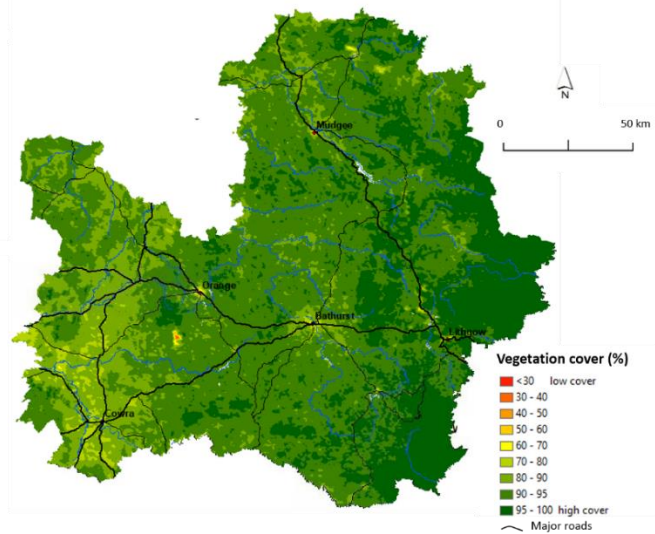 N
0 50 km
Mudgee
Orange
Bathurst
Lithgow
Cowra
Vegetation cover (%)
<30 low cover
30 - 40
40 - 50
50 - 60
60 - 70
70 - 80
80 - 90
90 - 95
95 - 100 high cover
Major roads